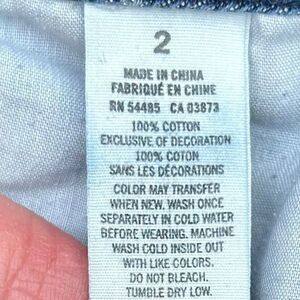 2
MADE IN CHINA
FABRIQUÉ EN CHINE
RN 54485 CA 03873
100% COTTON
EXCLUSIVE OF DECORATION
100% COTON
SANS LES DÉCORATIONS
COLOR MAY TRANSFER
WHEN NEW. WASH ONCE
SEPARATELY IN COLD WATER
BEFORE WEARING. MACHINE
WASH COLD INSIDE OUT
WITH LIKE COLORS.
DO NOT BLEACH.
TUMBLE DRY LOW.